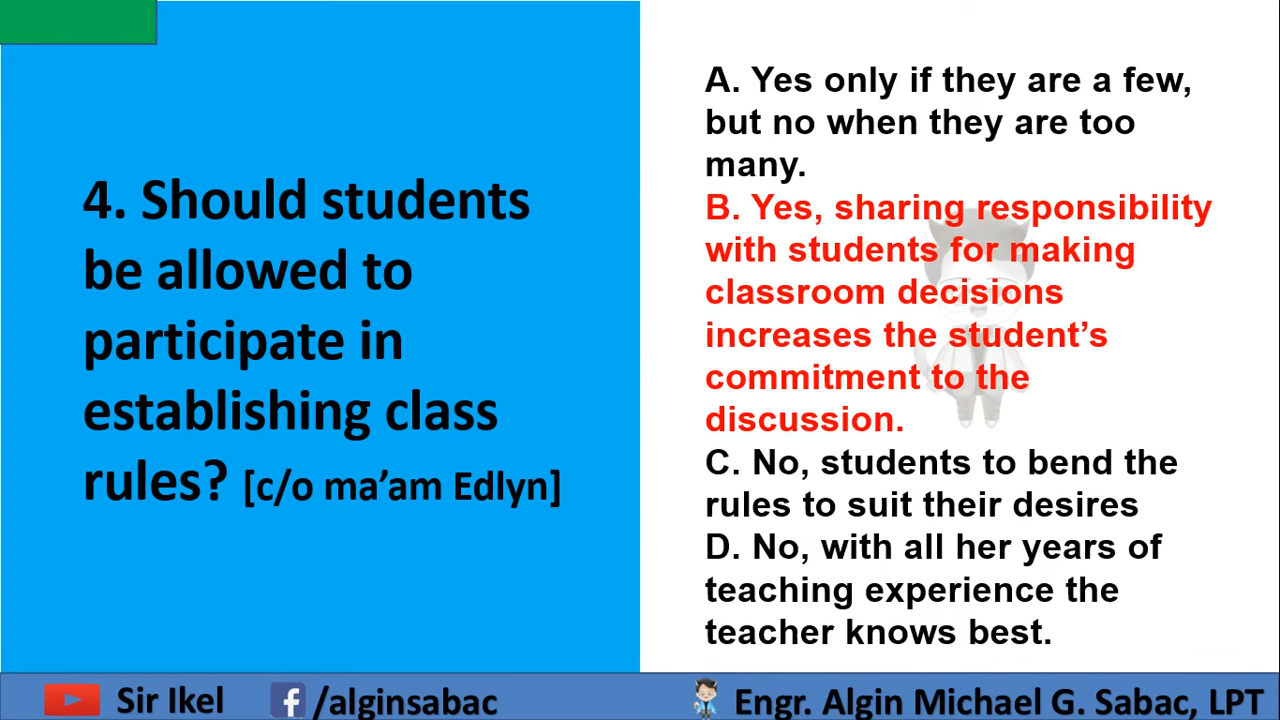 4. Should students
be allowed to
participate in
establishing class
rules? [c/o ma’am Edlyn]
A. Yes only if they are a few,
but no when they are too
many.
B. Yes, sharing responsibility
with students for making
classroom decisions
increases the student’s
commitment to the
discussion.
C. No, students to bend the
rules to suit their desires
D. No, with all her years of
teaching experience the
teacher knows best.
Sir Ikel
/alginsabac
Engr. Algin Michael G. Sabac, LPT